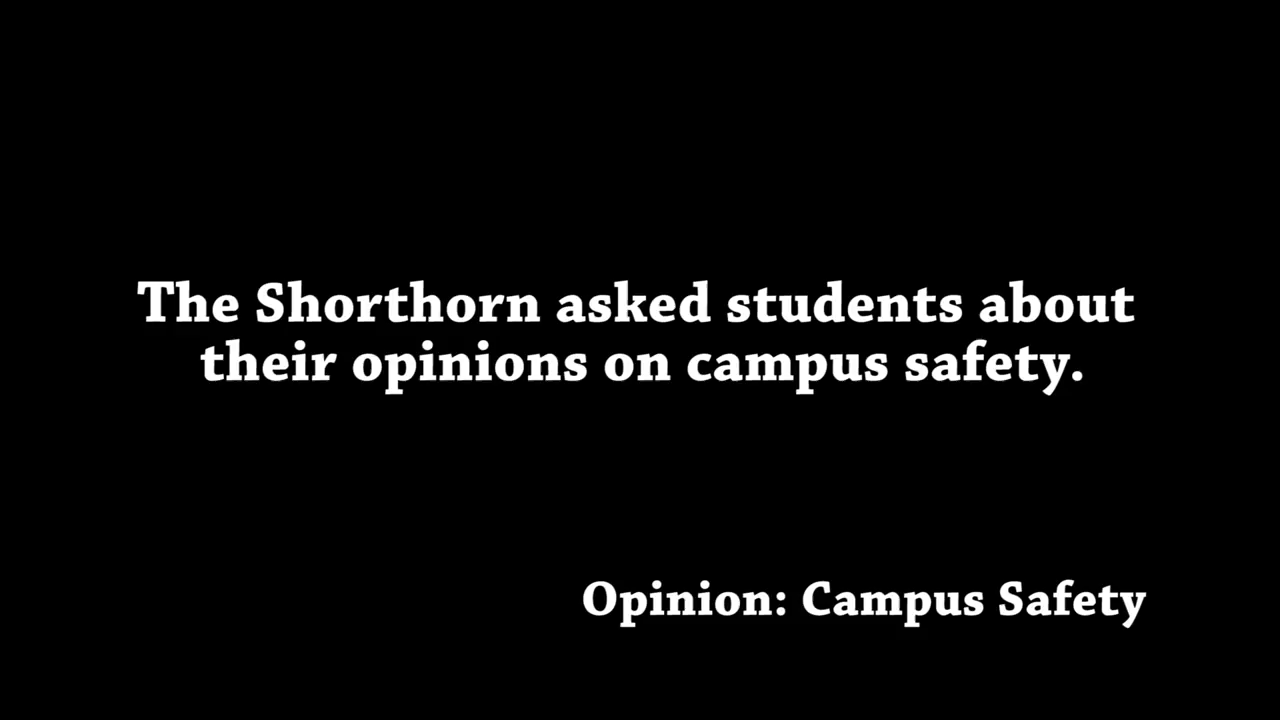 The Shorthorn asked students about
their opinions on campus safety.
Opinion: Campus Safety